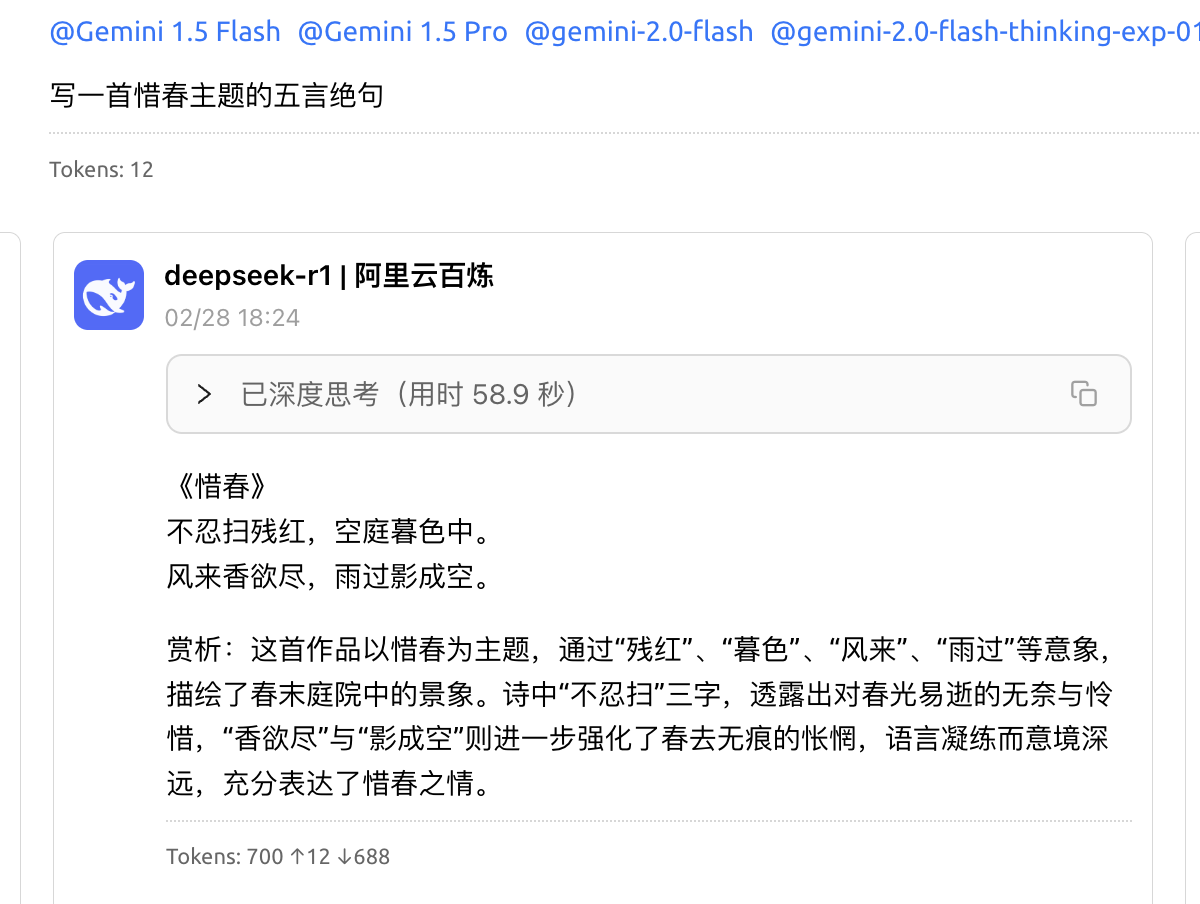 @Gemini 1.5 Flash @Gemini 1.5 Pro @gemini-2.0-flash @gemini-2.0-flash-thinking-exp-01
写一首惜春主题的五言绝句
Tokens: 12
deepseek-r1 | 阿里云百炼
02/28 18:24
已深度思考（用时 58.9 秒）
《惜春》
不忍扫残红，空庭暮色中。
风来香欲尽，雨过影成空。
赏析：这首作品以惜春为主题，通过“残红”、“暮色”、“风来”、“雨过”等意象，
描绘了春末庭院中的景象。诗中“不忍扫”三字，透露出对春光易逝的无奈与怜
惜，“香欲尽”与“影成空”则进一步强化了春去无痕的怅惘，语言凝练而意境深
远，充分表达了惜春之情。
Tokens: 700 ↑12 ↓688